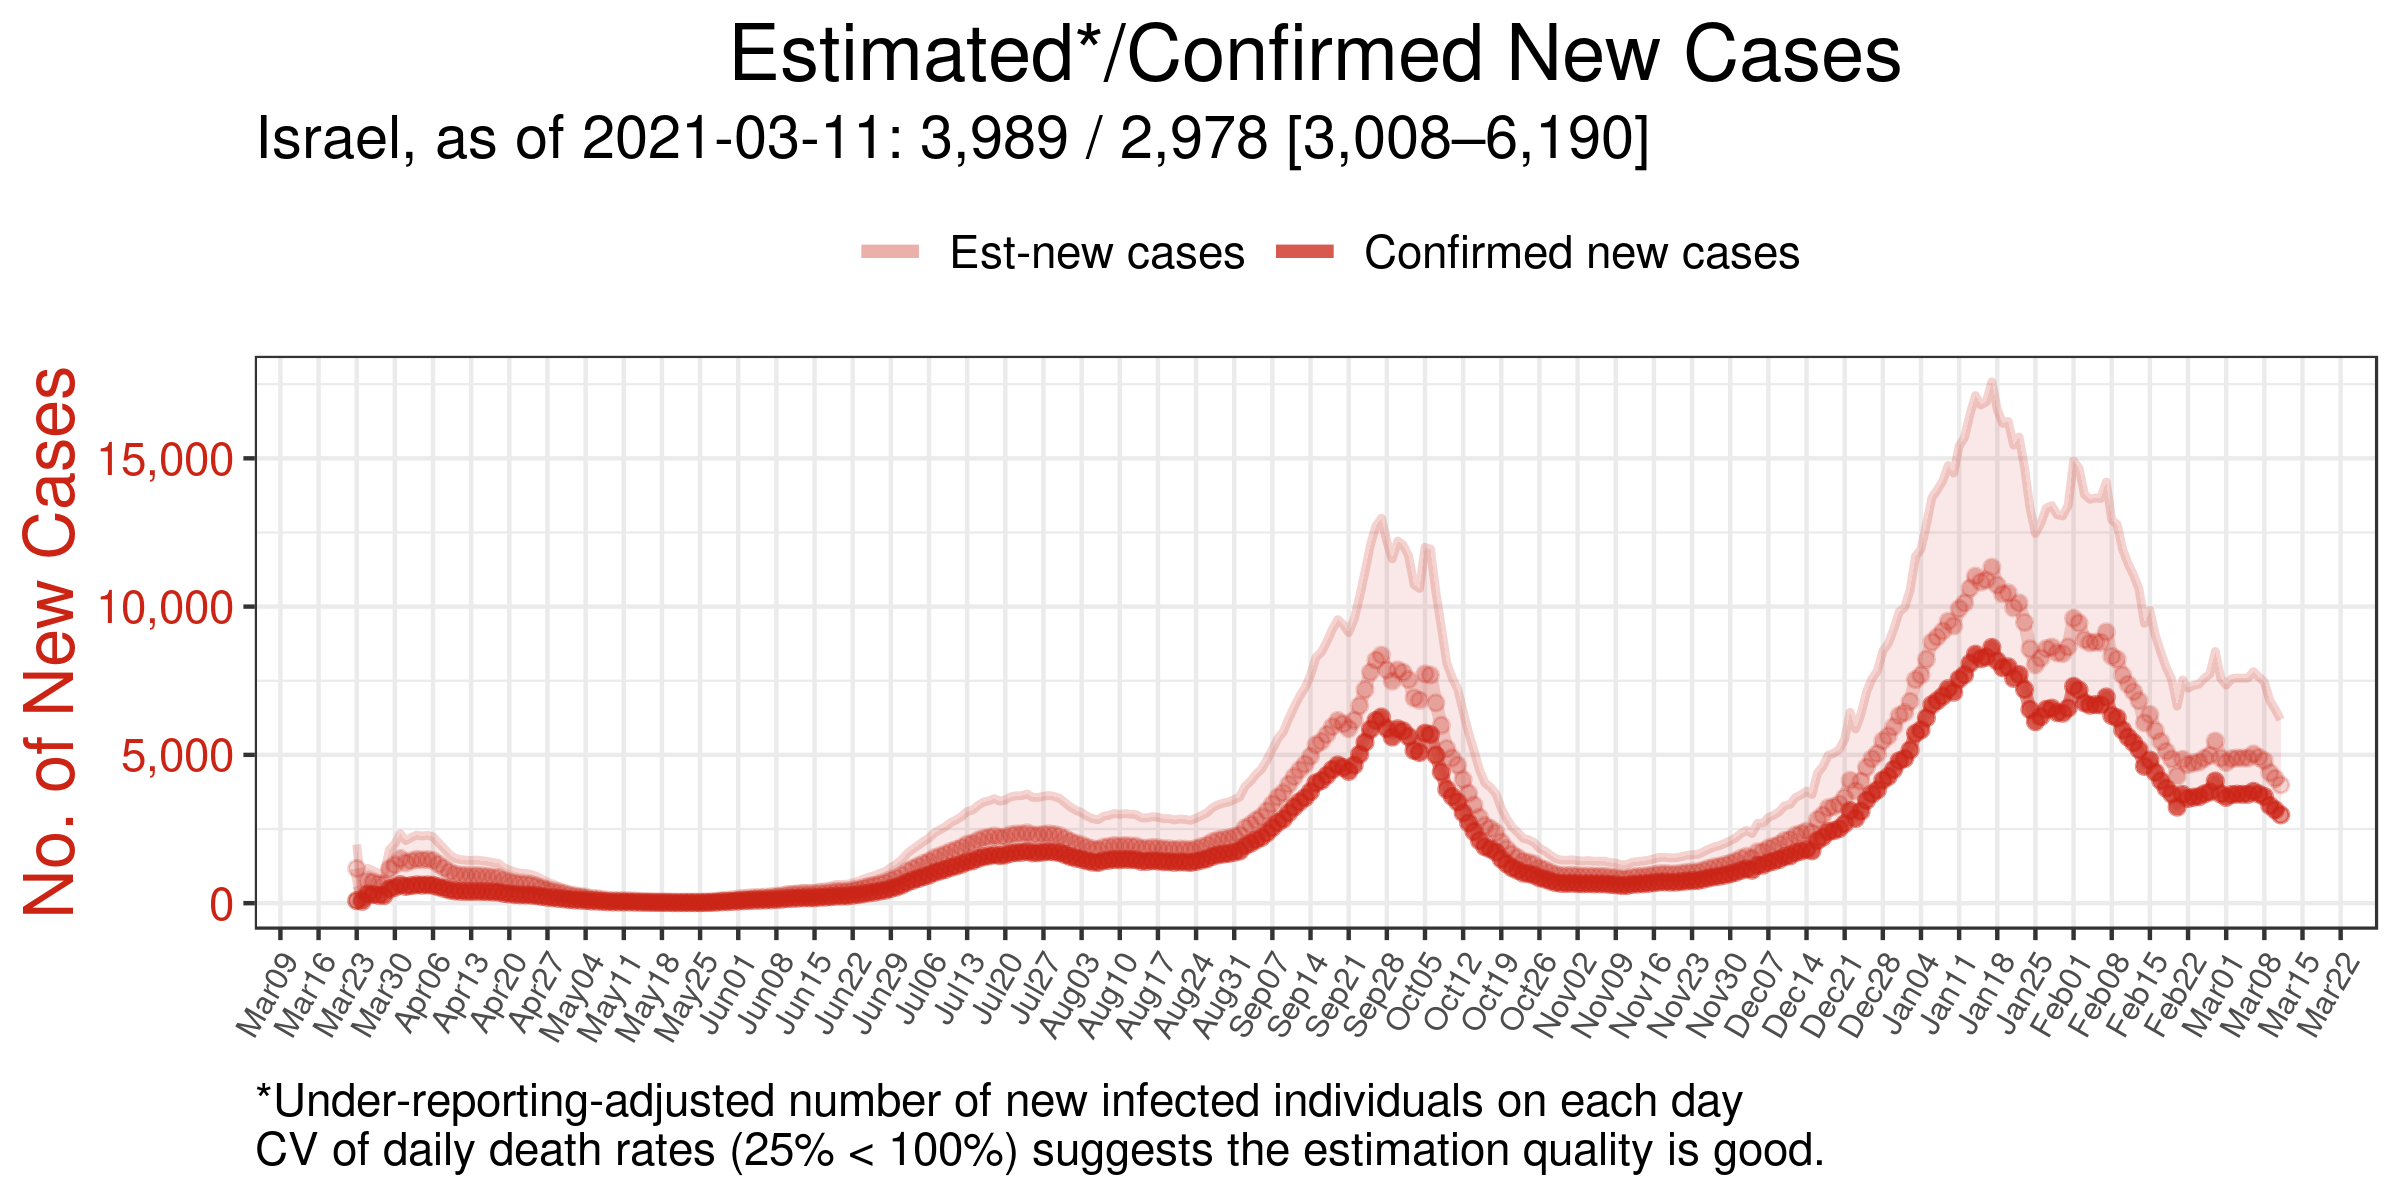 Estimated*/Confirmed New Cases
Israel, as of 2021-03-11: 3,989 / 2,978 [3,008–6,190]
Est-new cases Confirmed new cases
No. of New Cases
15,000
10,000
5,000
0
Mar09 Mar16 Mar23 Mar30 Apr06 Apr13 Apr20 Apr27 May04 May11 May18 May25 Jun01 Jun08 Jun15 Jun22 Jun29 Jul06 Jul13 Jul20 Jul27 Aug03 Aug10 Aug17 Aug24 Aug31 Sep07 Sep14 Sep21 Sep28 Oct05 Oct12 Oct19 Oct26 Nov02 Nov09 Nov16 Nov23 Nov30 Dec07 Dec14 Dec21 Dec28 Jan04 Jan11 Jan18 Jan25 Feb01 Feb08 Feb15 Feb22 Mar01 Mar08 Mar15 Mar22
*Under-reporting-adjusted number of new infected individuals on each day
CV of daily death rates (25% < 100%) suggests the estimation quality is good.